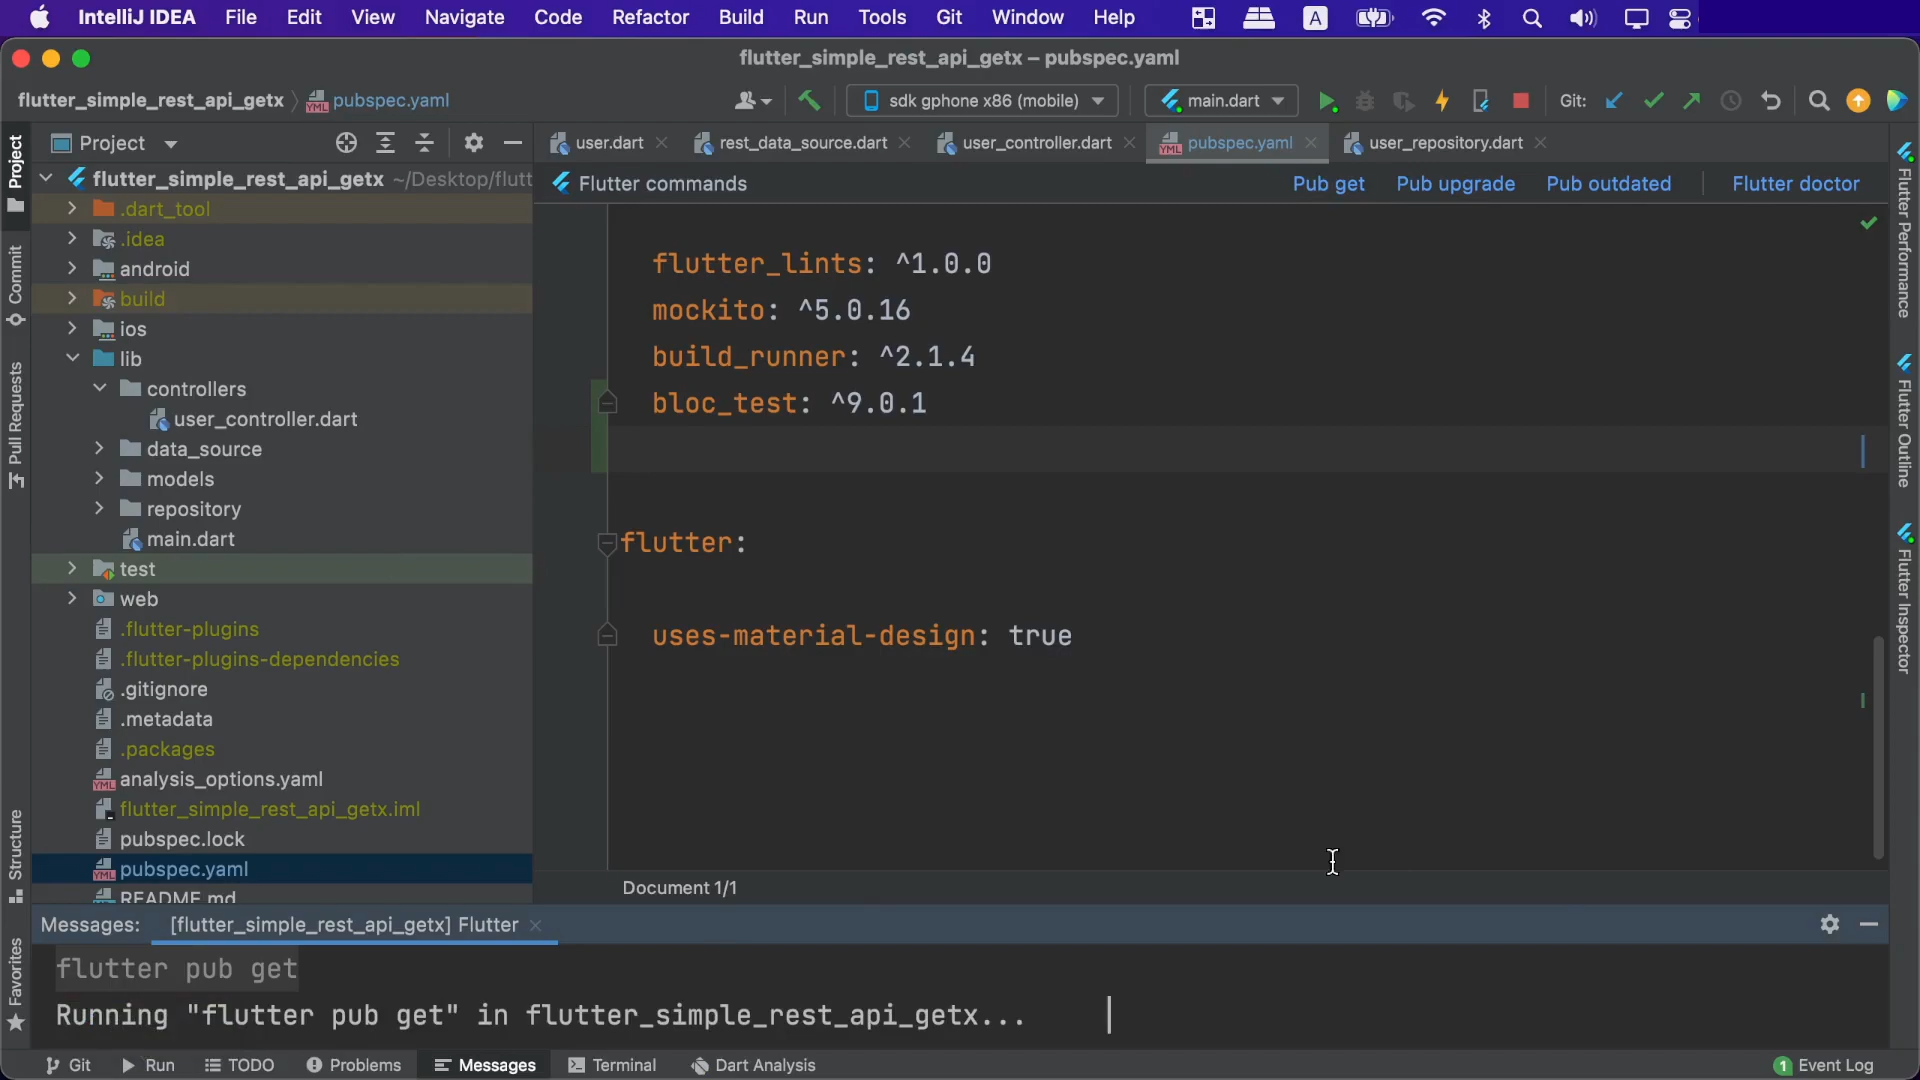 IntelliJ IDEA File Edit View Navigate Code Refactor Build Run Tools Git Window Help A
flutter_simple_rest_api_getx – pubspec.yaml
flutter_simple_rest_api_getx pubspec.yaml sdk gphone x86 (mobile) main.dart Git:
Project user.dart rest_data_source.dart user_controller.dart pubspec.yaml user_repository.dart
Flutter commands Pub get Pub upgrade Pub outdated Flutter doctor
flutter_simple_rest_api_getx ~/Desktop/flutt
.dart_tool
.idea
android
build
ios
lib
controllers
user_controller.dart
data_source
models
repository
main.dart
test
web
.flutter-plugins
.flutter-plugins-dependencies
.gitignore
.metadata
.packages
analysis_options.yaml
flutter_simple_rest_api_getx.iml
pubspec.lock
pubspec.yaml
README.md
flutter_lints: ^1.0.0
mockito: ^5.0.16
build_runner: ^2.1.4
bloc_test: ^9.0.1
flutter:
uses-material-design: true
Document 1/1
Project
Commit
Pull Requests
Structure
Favorites
Flutter Performance
Flutter Outline
Flutter Inspector
Messages: [flutter_simple_rest_api_getx] Flutter
flutter pub get
Running "flutter pub get" in flutter_simple_rest_api_getx...
Git Run TODO Problems Messages Terminal Dart Analysis 1 Event Log